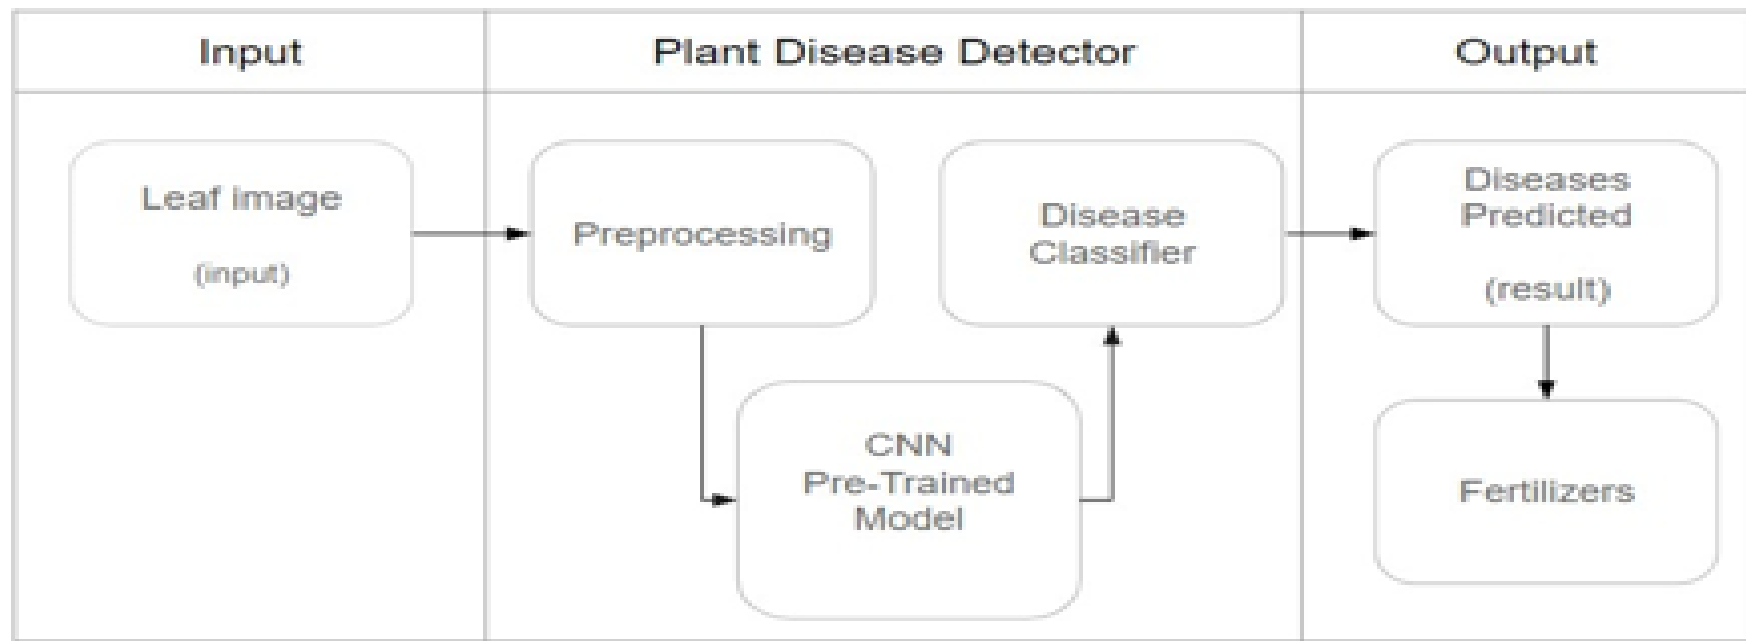 Input
Plant Disease Detector
Output
Leaf image
(input)
Preprocessing
CNN
Pre-Trained
Model
Disease
Classifier
Diseases
Predicted
(result)
Fertilizers